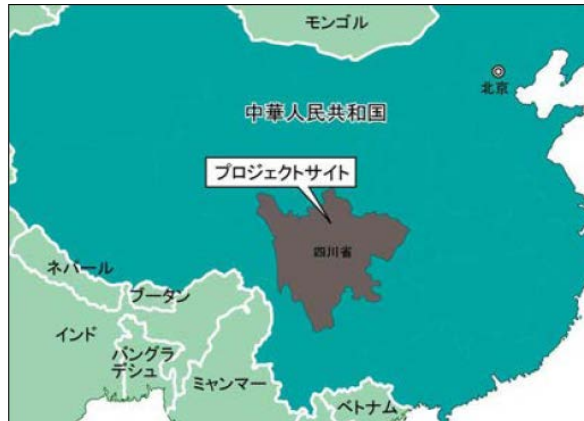 モンゴル
北京
中華人民共和国
プロジェクトサイト
四川省
ネパール
ブータン
インド
バングラ
デシュ
ミャンマー
ベトナム